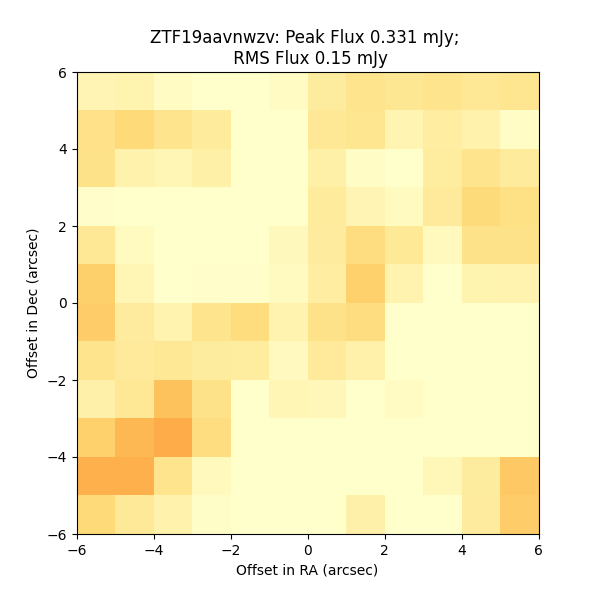 ZTF19aavnwzv: Peak Flux 0.331 mJy;
RMS Flux 0.15 mJy
6
4
2
0
−2
−4
−6
Offset in Dec (arcsec)
−6 −4 −2 0 2 4 6
Offset in RA (arcsec)